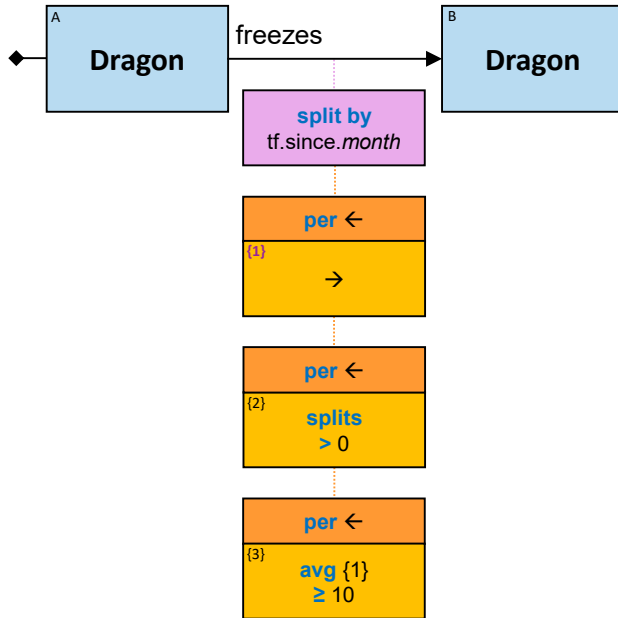 A
Dragon
freezes
B
Dragon
split by
tf.since.month
per ←
{1}
→
per ←
{2}
splits
> 0
per ←
{3}
avg {1}
≥ 10